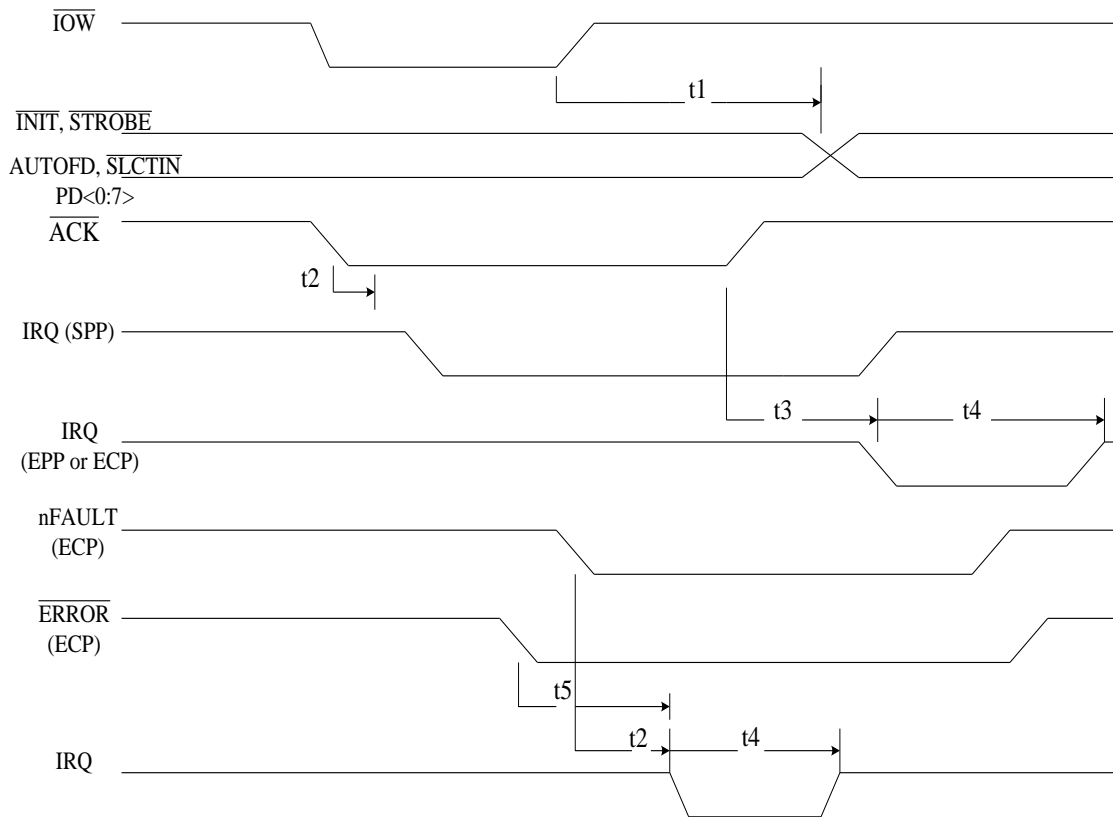 IOW
t1
INIT, STROBE
AUTOFD, SLCTIN
PD<0:7>
ACK
t2
IRQ (SPP)
t3
t4
IRQ
(EPP or ECP)
nFAULT
(ECP)
ERROR
(ECP)
t5
t2
t4
IRQ